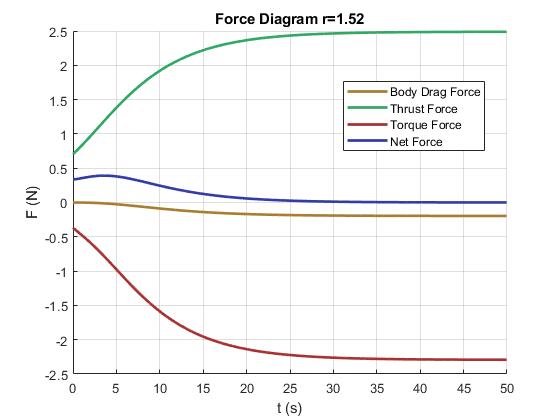 Force Diagram r=1.52
2.5
2
1.5
1
0.5
0
-0.5
-1
-1.5
-2
-2.5
F (N)
Body Drag Force
Thrust Force
Torque Force
Net Force
0 5 10 15 20 25 30 35 40 45 50
t (s)